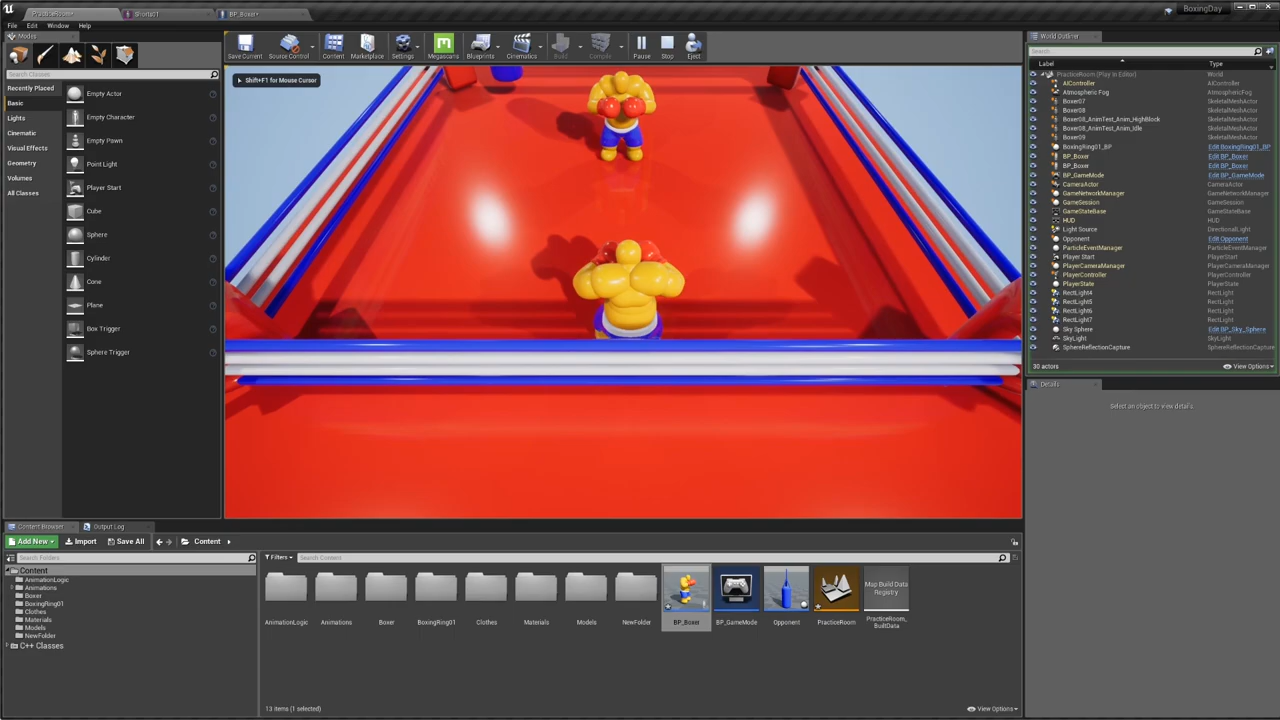 PracticeRoom*
Shorts01
BP_Boxer*
BoxingDay
File Edit Window Help
Modes
Search Classes
Recently Placed
Basic
Lights
Cinematic
Visual Effects
Geometry
Volumes
All Classes
Empty Actor
Empty Character
Empty Pawn
Point Light
Player Start
Cube
Sphere
Cylinder
Cone
Plane
Box Trigger
Sphere Trigger
Save Current
Source Control
Content
Marketplace
Settings
Megascans
Blueprints
Cinematics
Build
Compile
Pause
Stop
Eject
Shift+F1 for Mouse Cursor
World Outliner
Search...
Label Type
PracticeRoom (Play In Editor) World
AIController AIController
Atmospheric Fog AtmosphericFog
Boxer07 SkeletalMeshActor
Boxer08 SkeletalMeshActor
Boxer08_AnimTest_Anim_HighBlock SkeletalMeshActor
Boxer08_AnimTest_Anim_Idle SkeletalMeshActor
Boxer09 SkeletalMeshActor
BoxingRing01_BP Edit BoxingRing01_BP
BP_Boxer Edit BP_Boxer
BP_Boxer Edit BP_Boxer
BP_GameMode Edit BP_GameMode
CameraActor CameraActor
GameNetworkManager GameNetworkManager
GameSession GameSession
GameStateBase GameStateBase
HUD HUD
Light Source DirectionalLight
Opponent Edit Opponent
ParticleEventManager ParticleEventManager
Player Start PlayerStart
PlayerCameraManager PlayerCameraManager
PlayerController PlayerController
PlayerState PlayerState
RectLight4 RectLight
RectLight5 RectLight
RectLight6 RectLight
RectLight7 RectLight
Sky Sphere Edit BP_Sky_Sphere
SkyLight SkyLight
SphereReflectionCapture SphereReflectionCapture
30 actors View Options
Details
Select an object to view details.
Content Browser
Output Log
Add New Import Save All Content
Search Folders
Content
AnimationLogic
Animations
Boxer
BoxingRing01
Clothes
Materials
Models
NewFolder
C++ Classes
Filters Search Content
AnimationLogic
Animations
Boxer
BoxingRing01
Clothes
Materials
Models
NewFolder
BP_Boxer
BP_GameMode
Opponent
PracticeRoom
Map Build Data
Registry
PracticeRoom_
BuiltData
13 items (1 selected)
View Options